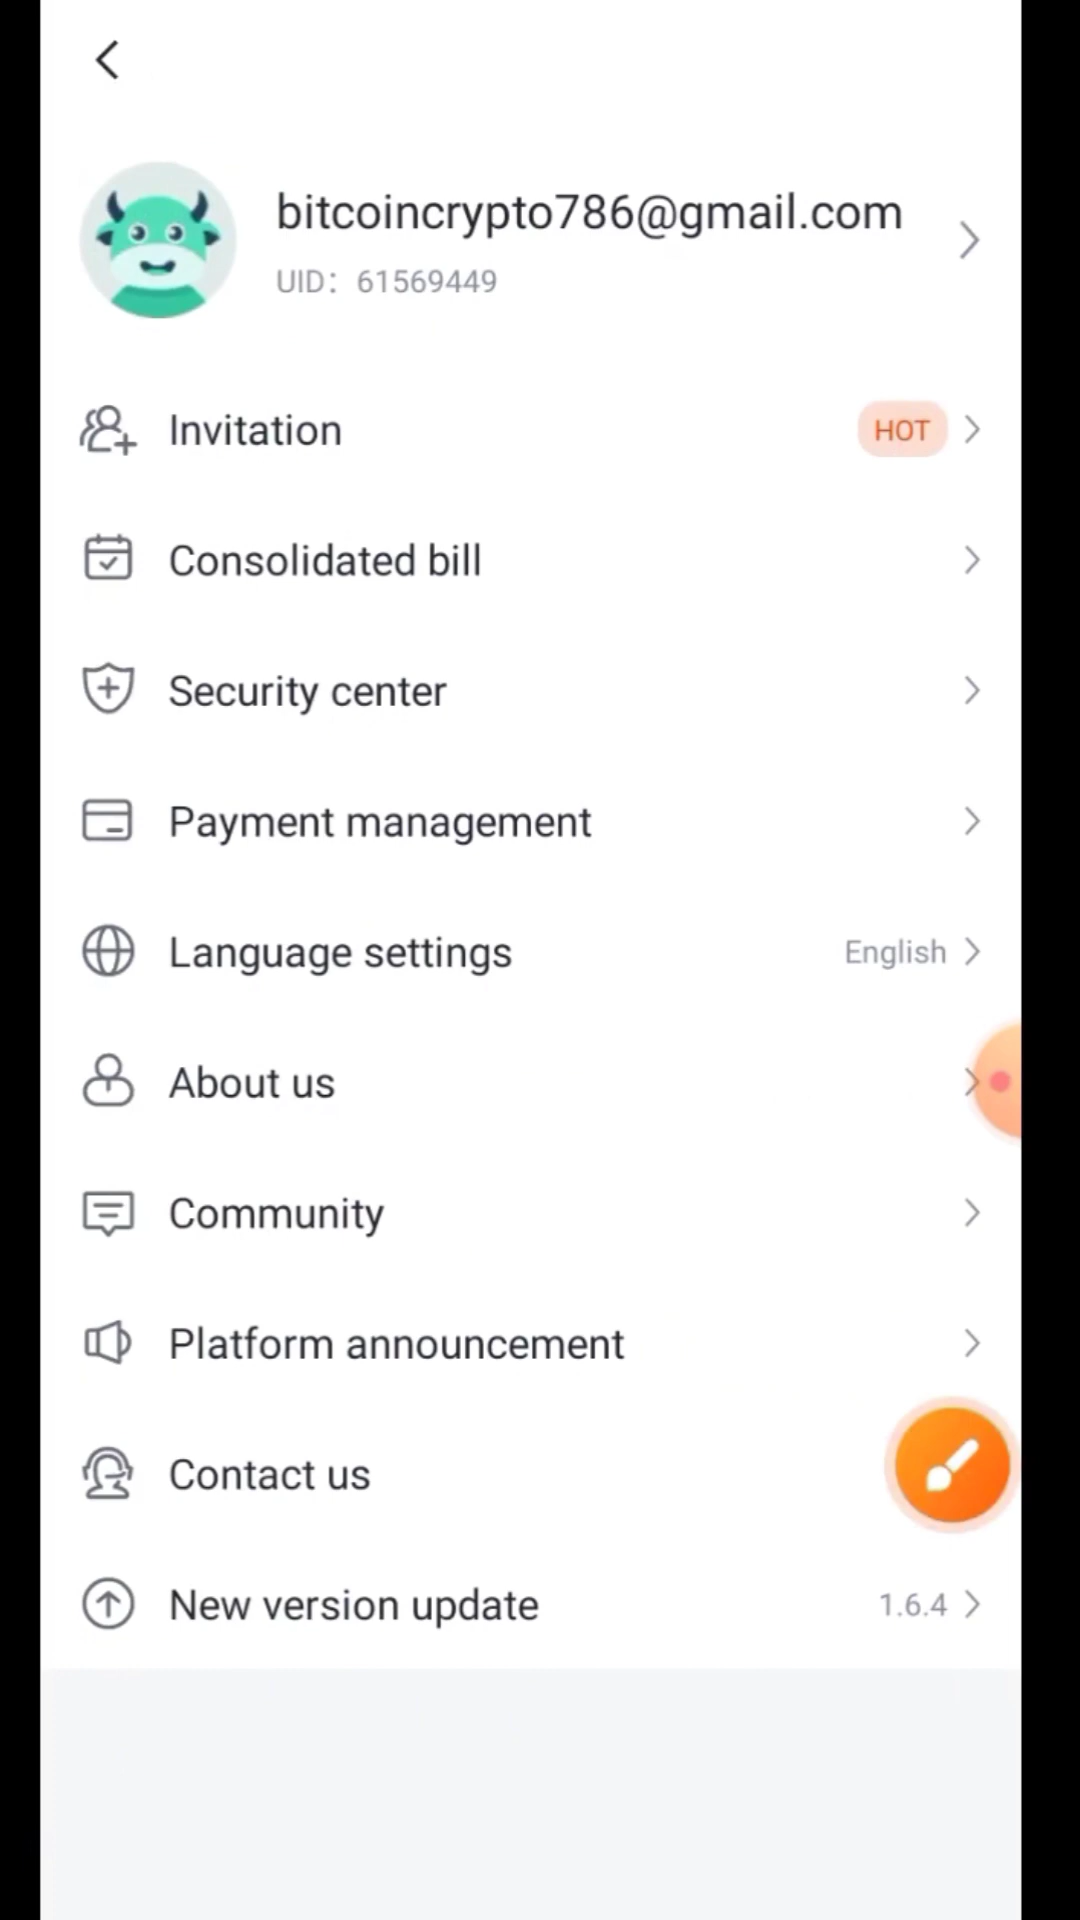 bitcoincrypto786@gmail.com
UID: 61569449
Invitation HOT
Consolidated bill
Security center
Payment management
Language settings English
About us
Community
Platform announcement
Contact us
New version update 1.6.4